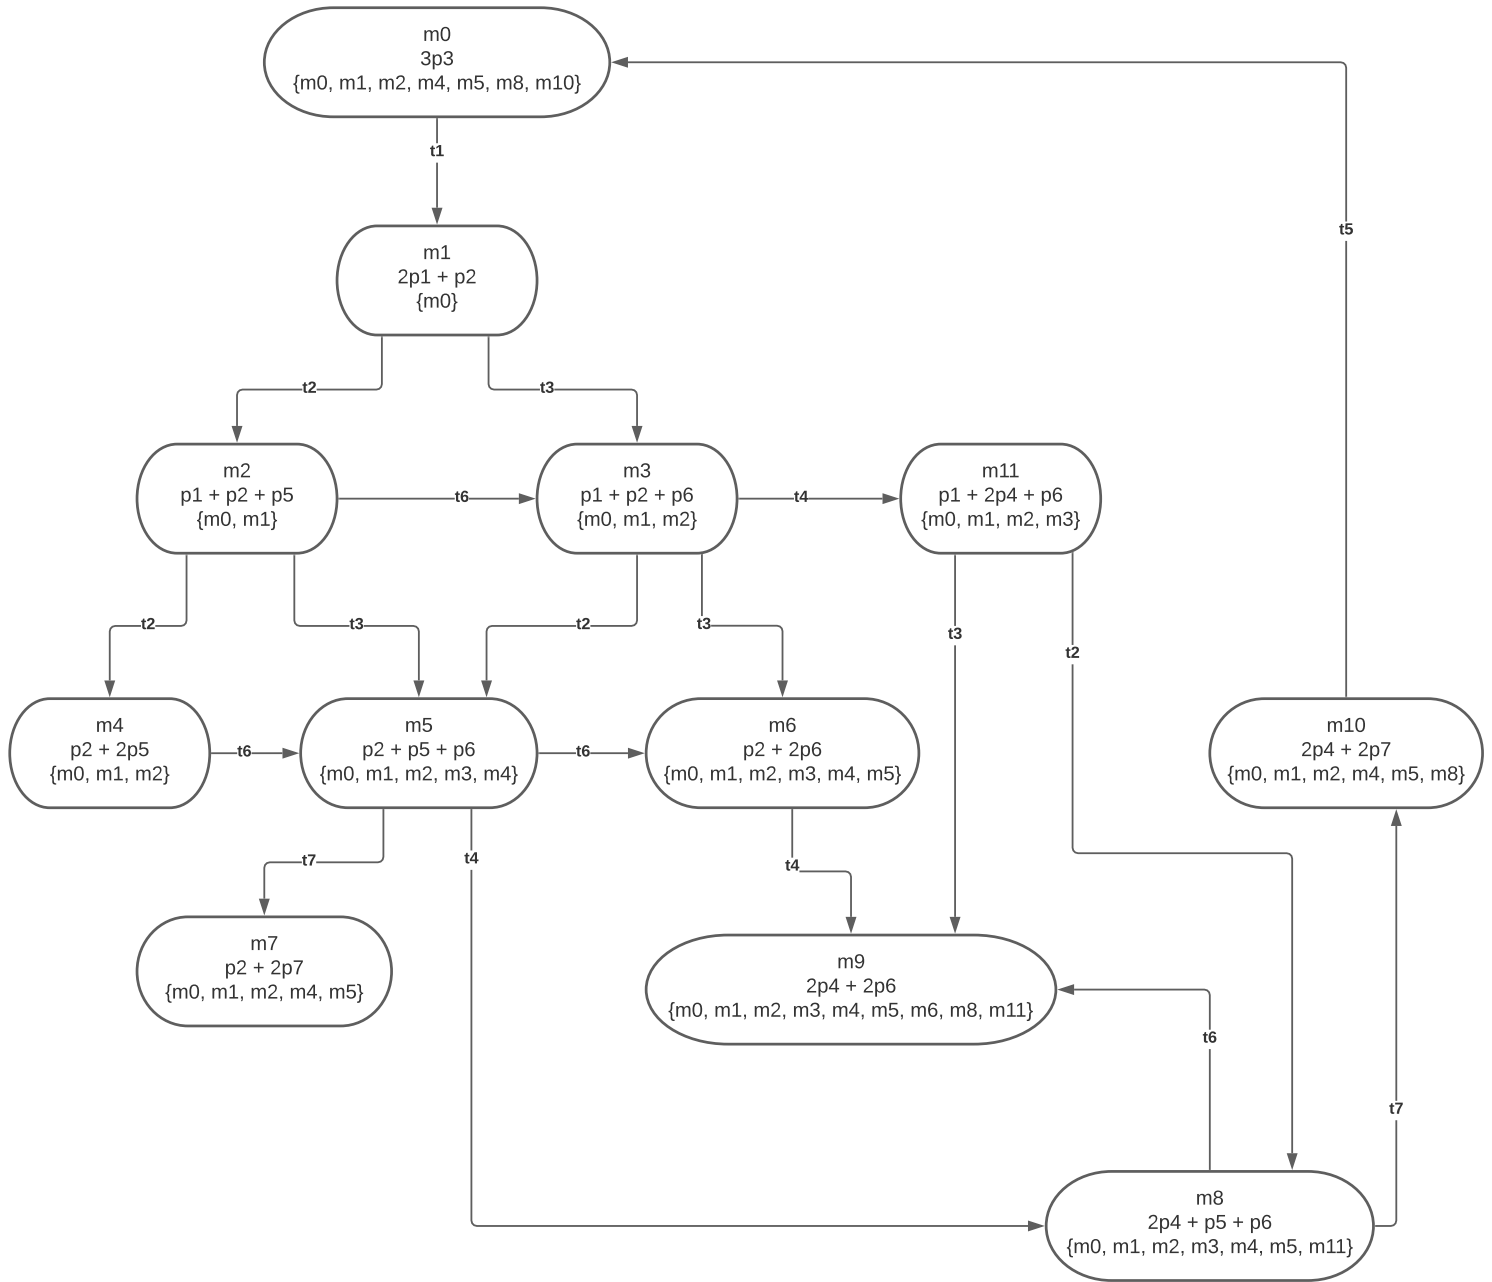 m0
3p3
{m0, m1, m2, m4, m5, m8, m10}
t1
t5
m1
2p1 + p2
{m0}
t2
t3
m2
p1 + p2 + p5
{m0, m1}
t6
m3
p1 + p2 + p6
{m0, m1, m2}
t4
m11
p1 + 2p4 + p6
{m0, m1, m2, m3}
t2
t3
t2
t3
t3
t2
m4
p2 + 2p5
{m0, m1, m2}
t6
m5
p2 + p5 + p6
{m0, m1, m2, m3, m4}
t6
m6
p2 + 2p6
{m0, m1, m2, m3, m4, m5}
m10
2p4 + 2p7
{m0, m1, m2, m4, m5, m8}
t7
t4
t4
m7
p2 + 2p7
{m0, m1, m2, m4, m5}
m9
2p4 + 2p6
{m0, m1, m2, m3, m4, m5, m6, m8, m11}
t6
t7
m8
2p4 + p5 + p6
{m0, m1, m2, m3, m4, m5, m11}